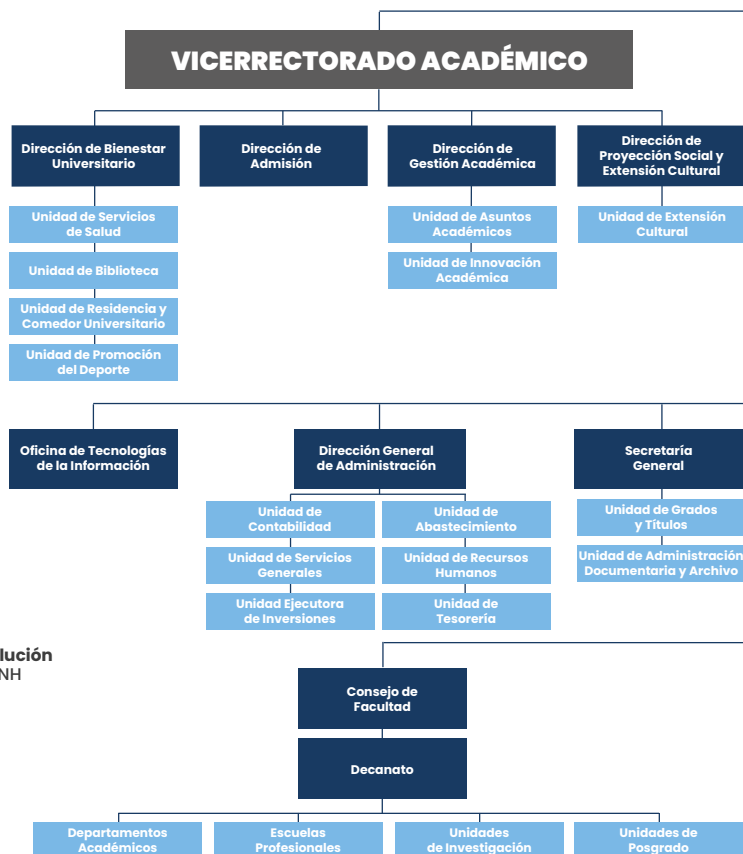 VICERRECTORADO ACADÉMICO
Dirección de Bienestar
Universitario
Dirección de
Admisión
Dirección de
Gestión Académica
Dirección de
Proyección Social y
Extensión Cultural
Unidad de Servicios
de Salud
Unidad de Biblioteca
Unidad de Residencia y
Comedor Universitario
Unidad de Promoción
del Deporte
Unidad de Asuntos
Académicos
Unidad de Innovación
Académica
Unidad de Extensión
Cultural
Oficina de Tecnologías
de la Información
Dirección General
de Administración
Secretaría
General
Unidad de
Contabilidad
Unidad de
Abastecimiento
Unidad de Servicios
Generales
Unidad de Recursos
Humanos
Unidad Ejecutora
de Inversiones
Unidad de
Tesorería
Unidad de Grados
y Títulos
Unidad de Administración
Documentaria y Archivo
lución
NH
Consejo de
Facultad
Decanato
Departamentos
Académicos
Escuelas
Profesionales
Unidades
de Investigación
Unidades de
Posgrado